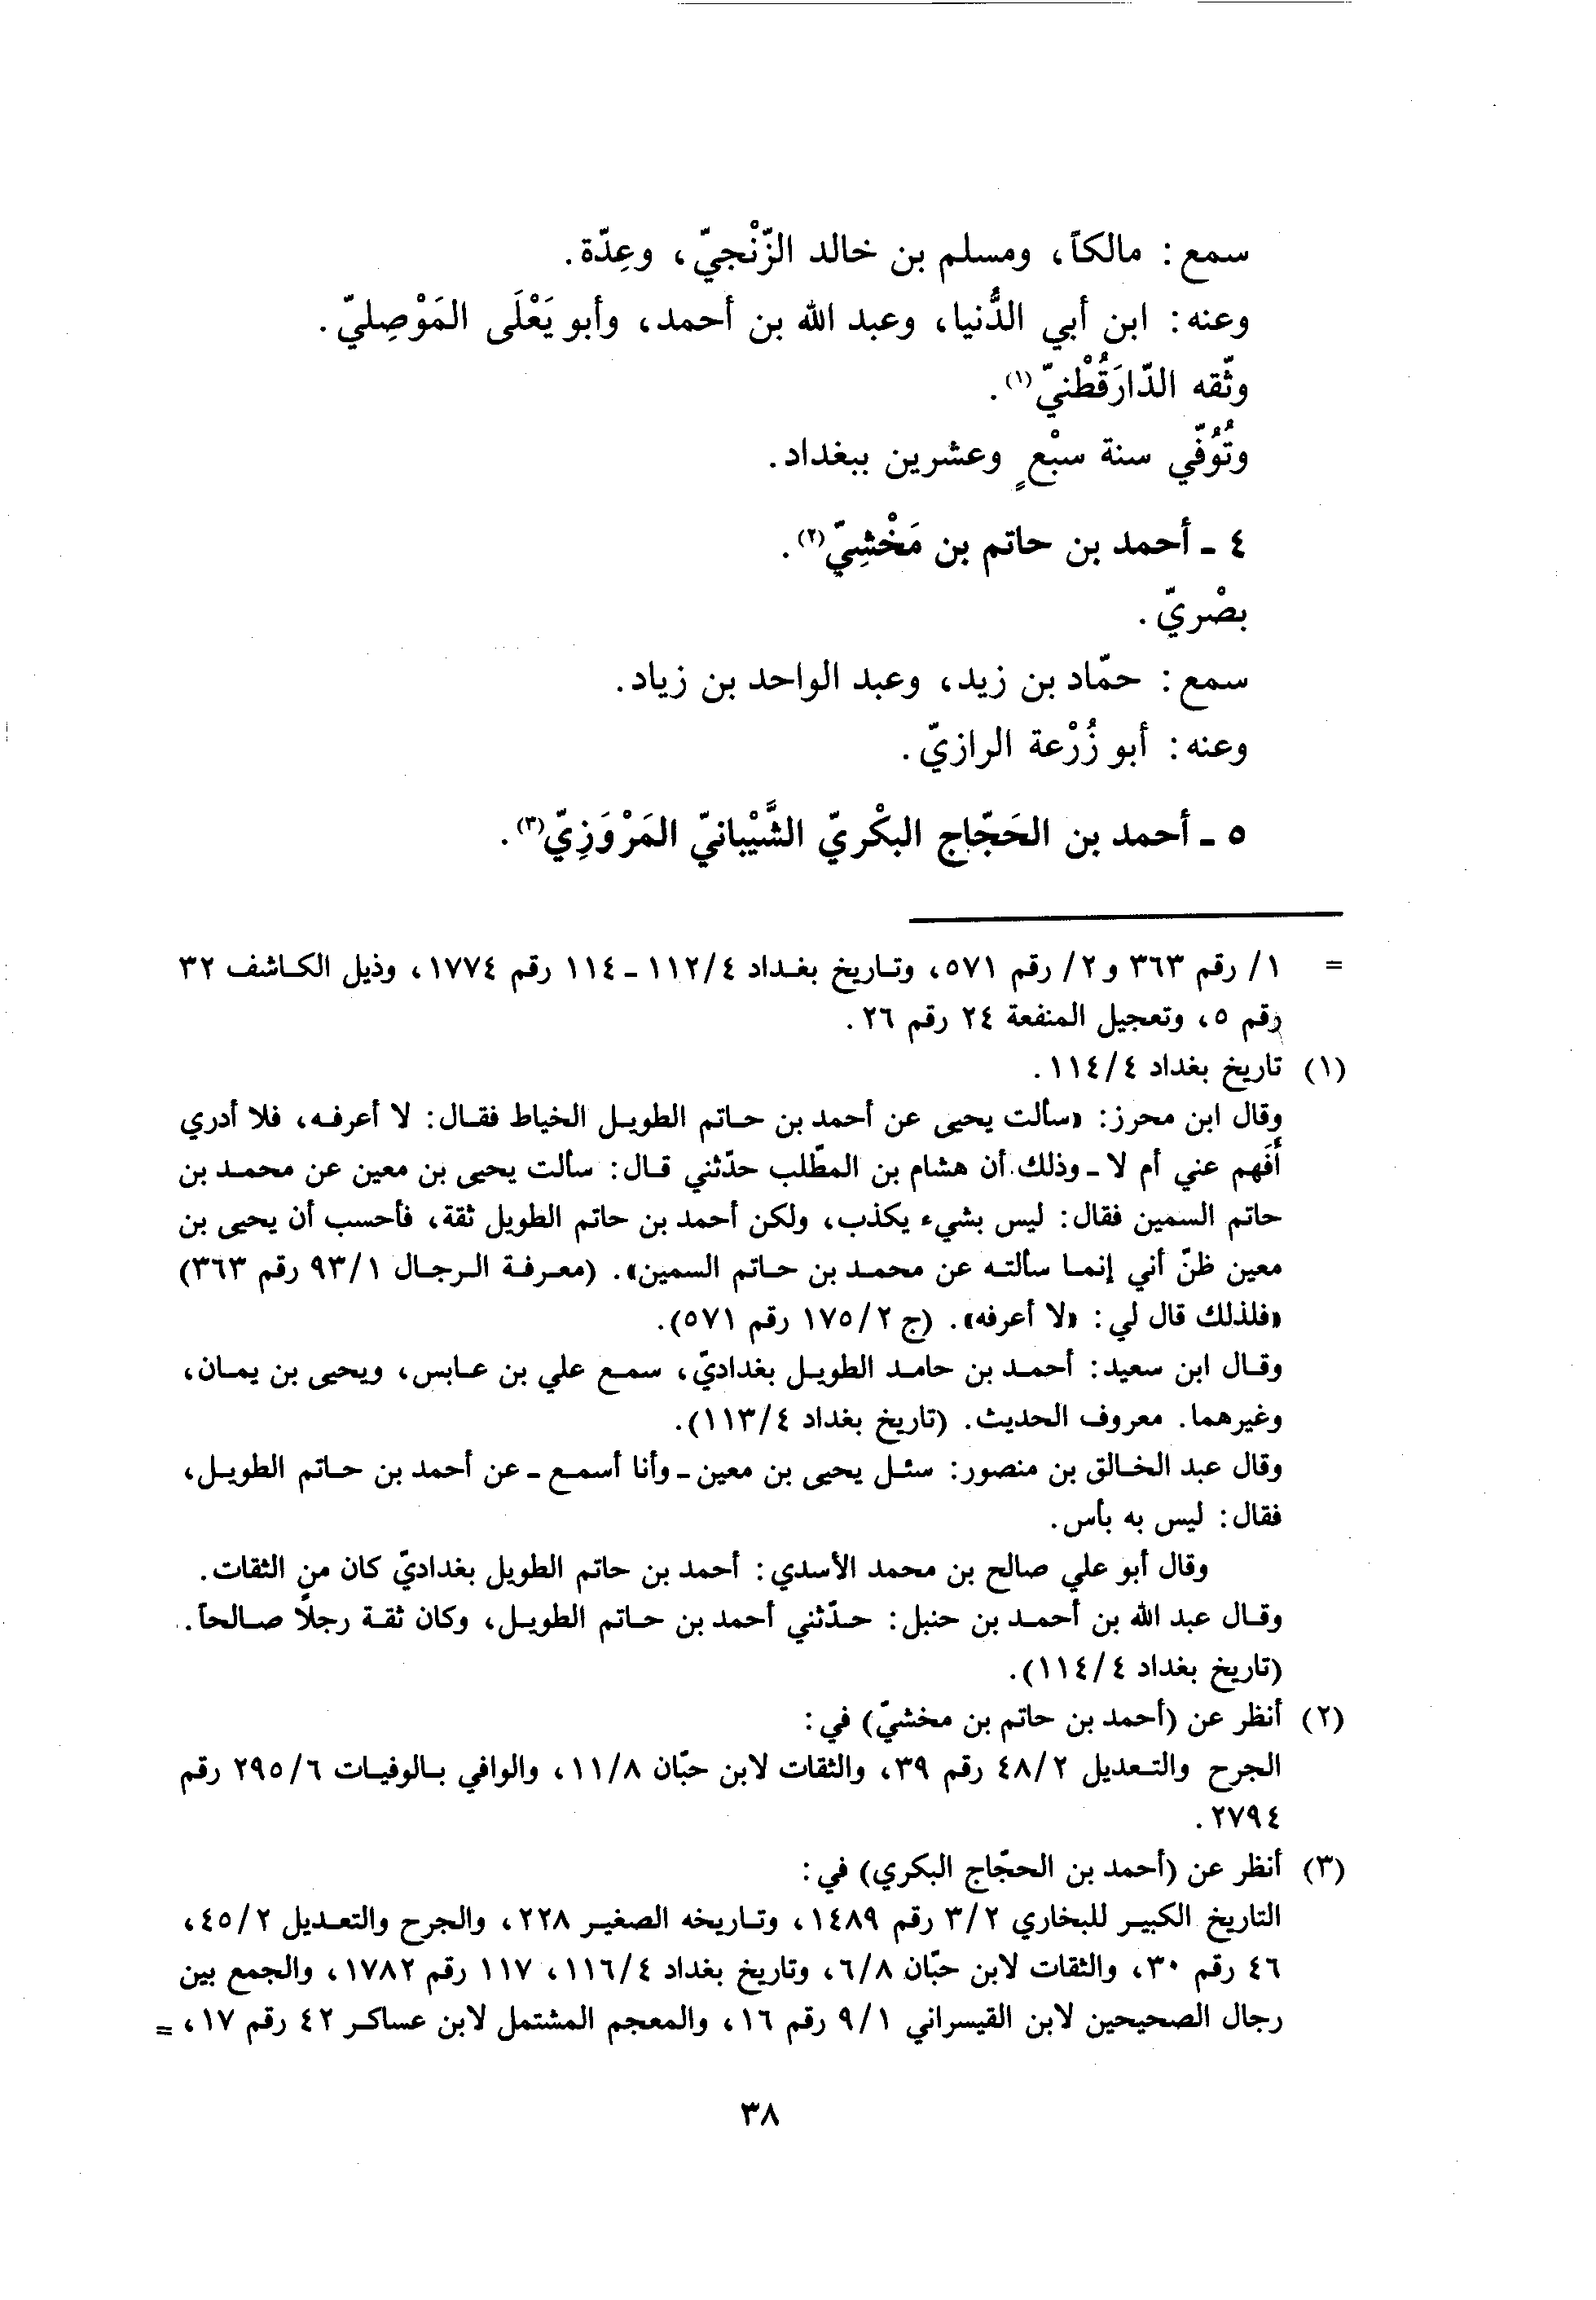 سمع: مالكاً، ومسلم بن خالد الزّنْجيّ، وعِدّة.
وعنه: ابن أبي الدُّنيا، وعبد الله بن أحمد، وأبو يَعْلَى المَوْصِليّ.
وثّقه الدّارَقُطْنيّ(١).
وتُوُفّي سنة سبْعٍ وعشرين ببغداد.
٤ - أحمد بن حاتم بن مَخْشِيّ(٢).
بصْريّ.
سمع: حمّاد بن زيد، وعبد الواحد بن زياد.
وعنه: أبو زُرْعة الرازيّ.
٥ - أحمد بن الحَجّاج البكْريّ الشَّيْبانيّ المَرْوَزِيّ(٣).
= ١/ رقم ٣٦٣ و٢/ رقم ٥٧١، وتاريخ بغداد ١١٢/٤ - ١١٤ رقم ١٧٧٤، وذيل الكاشف ٣٢
رقم ٥، وتعجيل المنفعة ٢٤ رقم ٢٦.
(١) تاريخ بغداد ١١٤/٤.
وقال ابن محرز: «سألت يحيى عن أحمد بن حاتم الطويل الخياط فقال: لا أعرفه، فلا أدري
أَفَهم عني أم لا - وذلك أن هشام بن المطّلب حدّثني قال: سألت يحيى بن معين عن محمد بن
حاتم السمين فقال: ليس بشيء يكذب، ولكن أحمد بن حاتم الطويل ثقة، فأحسب أن يحيى بن
معين ظنّ أني إنما سألته عن محمد بن حاتم السمين». (معرفة الرجال ٩٣/١ رقم ٣٦٣)
«فلذلك قال لي: «لا أعرفه». (ج ١٧٥/٢ رقم ٥٧١).
وقال ابن سعيد: أحمد بن حامد الطويل بغداديّ، سمع علي بن عابس، ويحيى بن يمان،
وغيرهما. معروف الحديث. (تاريخ بغداد ١١٣/٤).
وقال عبد الخالق بن منصور: سئل يحيى بن معين - وأنا أسمع - عن أحمد بن حاتم الطويل،
فقال: ليس به بأس.
وقال أبو علي صالح بن محمد الأسدي: أحمد بن حاتم الطويل بغداديّ كان من الثقات.
وقال عبد الله بن أحمد بن حنبل: حدّثني أحمد بن حاتم الطويل، وكان ثقة رجلاً صالحاً.
(تاريخ بغداد ١١٤/٤).
(٢) أنظر عن (أحمد بن حاتم بن مخشيّ) في:
الجرح والتعديل ٤٨/٢ رقم ٣٩، والثقات لابن حبّان ١١/٨، والوافي بالوفيات ٢٩٥/٦ رقم
٢٧٩٤.
(٣) أنظر عن (أحمد بن الحجّاج البكري) في:
التاريخ الكبير للبخاري ٣/٢ رقم ١٤٨٩، وتاريخه الصغير ٢٢٨، والجرح والتعديل ٤٥/٢،
٤٦ رقم ٣٠، والثقات لابن حبّان ٦/٨، وتاريخ بغداد ١١٦/٤، ١١٧ رقم ١٧٨٢، والجمع بين
رجال الصحيحين لابن القيسراني ٩/١ رقم ١٦، والمعجم المشتمل لابن عساكر ٤٢ رقم ١٧، =
٣٨